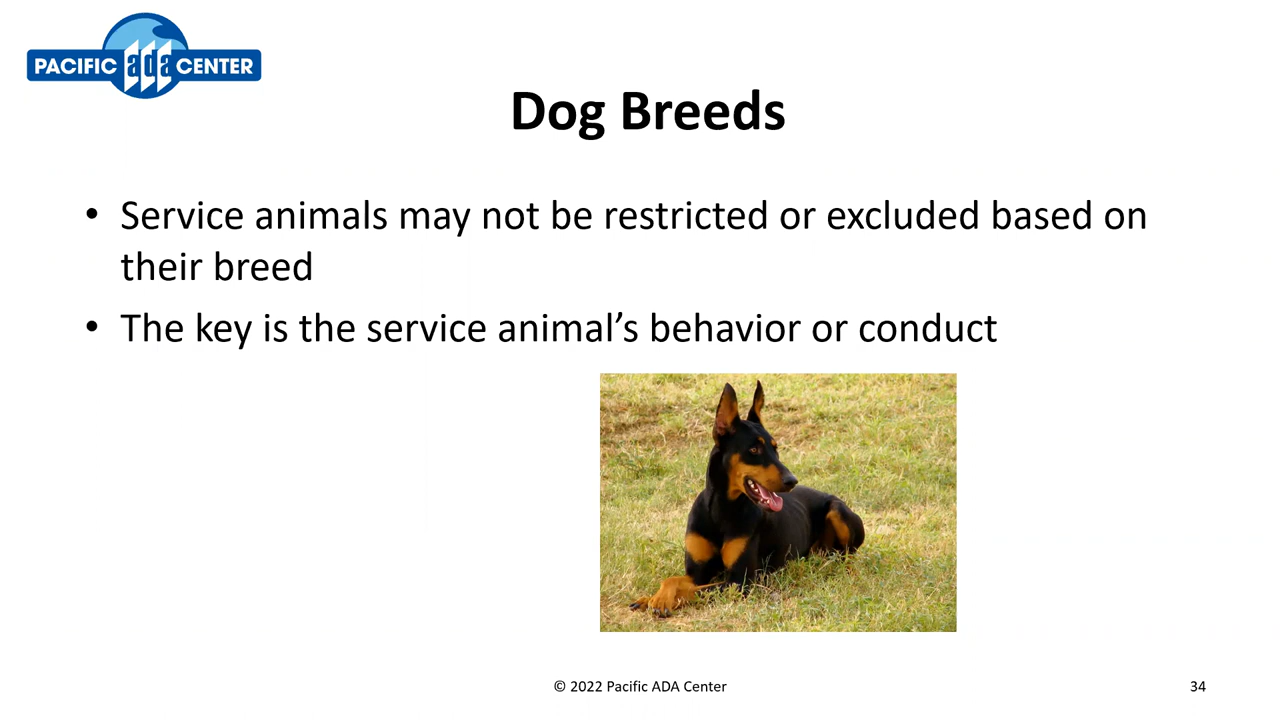 PACIFIC ada CENTER
Dog Breeds
• Service animals may not be restricted or excluded based on
their breed
• The key is the service animal’s behavior or conduct
© 2022 Pacific ADA Center
34